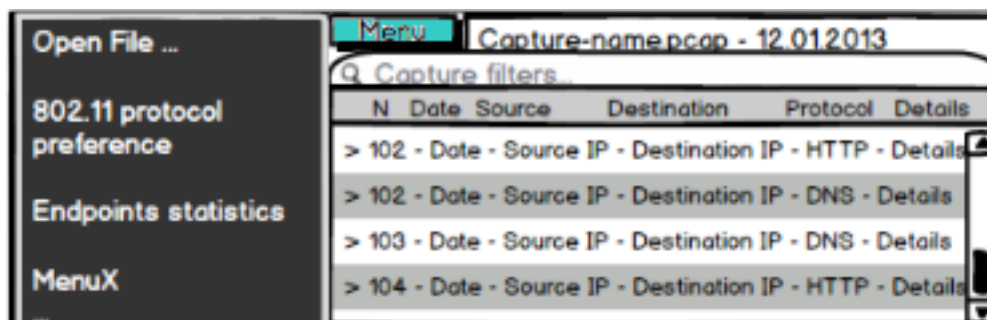 Open File ...
802.11 protocol
preference
Endpoints statistics
MenuX
Menu
Capture-name.pcap - 12.01.2013
Capture filters...
N Date Source Destination Protocol Details
> 102 - Date - Source IP - Destination IP - HTTP - Details
> 102 - Date - Source IP - Destination IP - DNS - Details
> 103 - Date - Source IP - Destination IP - DNS - Details
> 104 - Date - Source IP - Destination IP - HTTP - Details